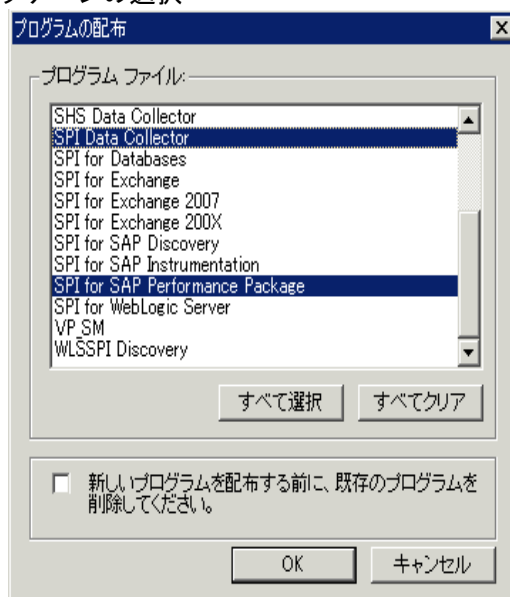 の選択
プログラムの配布
プログラム ファイル:
SHS Data Collector
SPI Data Collector
SPI for Databases
SPI for Exchange
SPI for Exchange 2007
SPI for Exchange 200X
SPI for SAP Discovery
SPI for SAP Instrumentation
SPI for SAP Performance Package
SPI for WebLogic Server
VP_SM
WLSSPI Discovery
すべて選択
すべてクリア
新しいプログラムを配布する前に、既存のプログラムを
削除してください。
OK
キャンセル